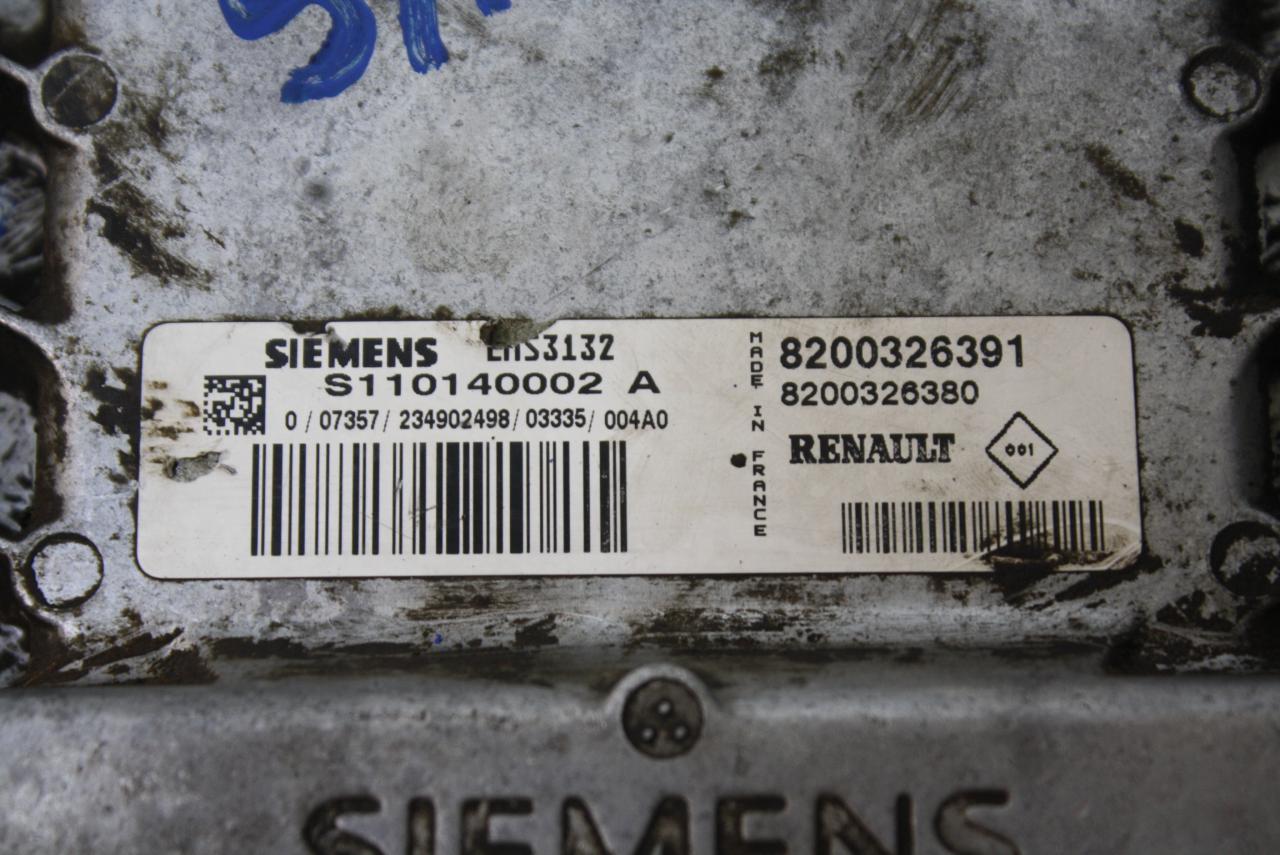 SIEMENS EMS3132
S110140002 A
0 / 07357 / 234902498 / 03335 / 004A0
MADE IN FRANCE
8200326391
8200326380
RENAULT 001
SIEMENS